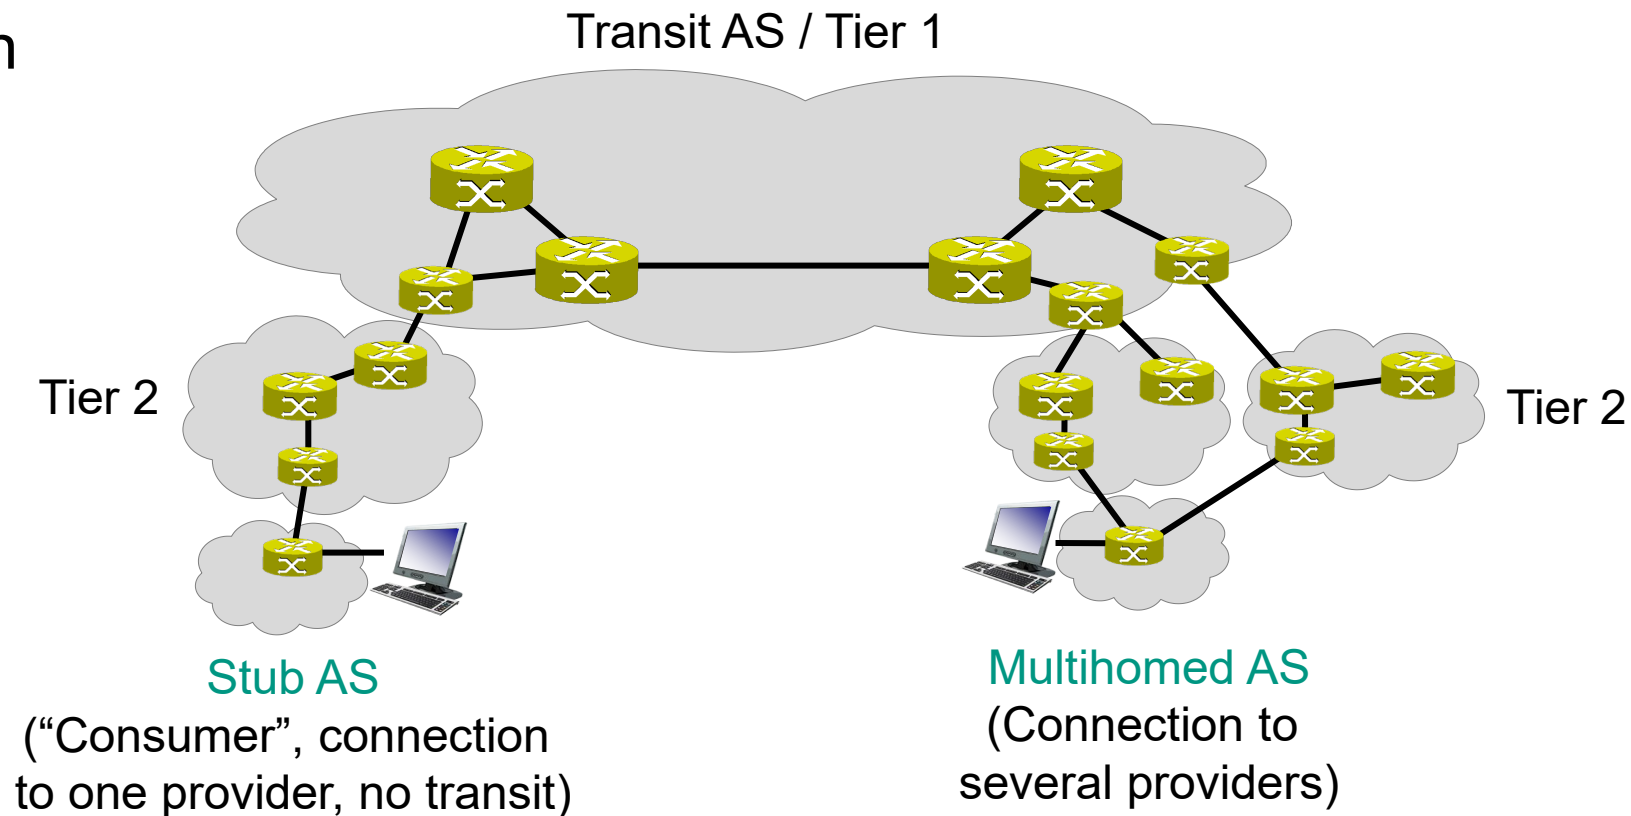 n
Transit AS / Tier 1
Tier 2
Tier 2
Stub AS
(“Consumer”, connection
to one provider, no transit)
Multihomed AS
(Connection to
several providers)